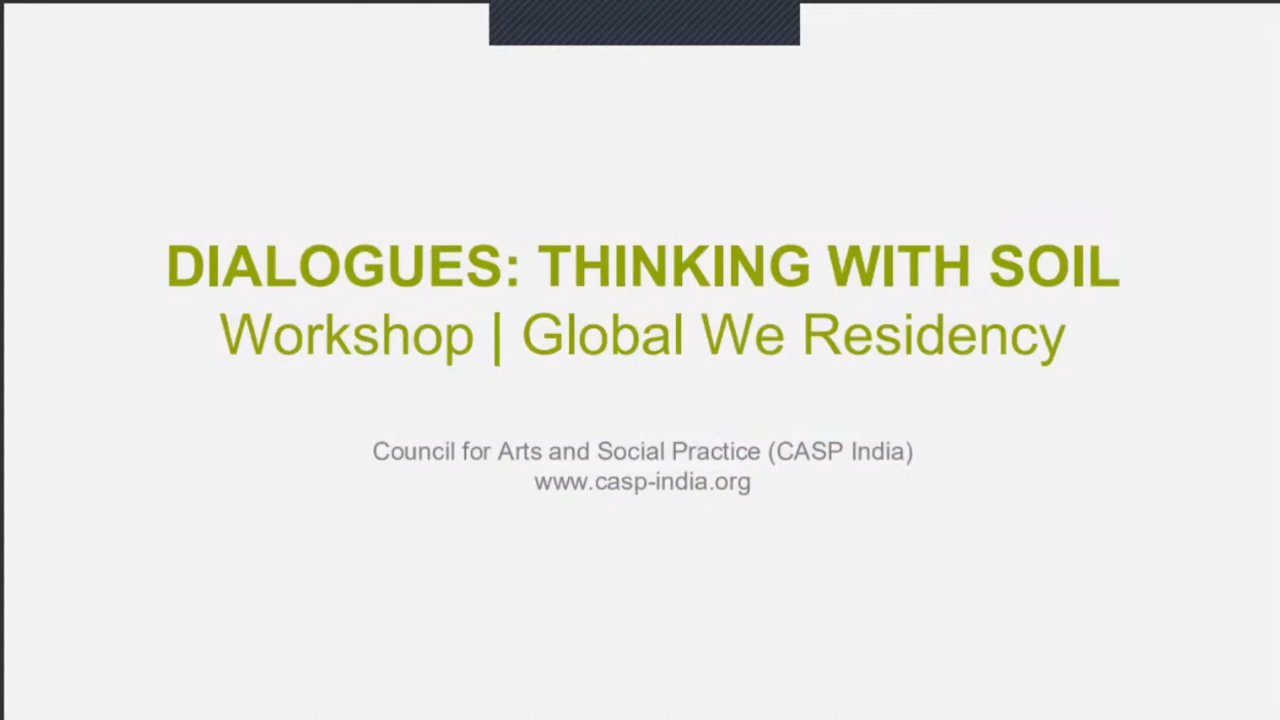 DIALOGUES: THINKING WITH SOIL
Workshop | Global We Residency
Council for Arts and Social Practice (CASP India)
www.casp-india.org